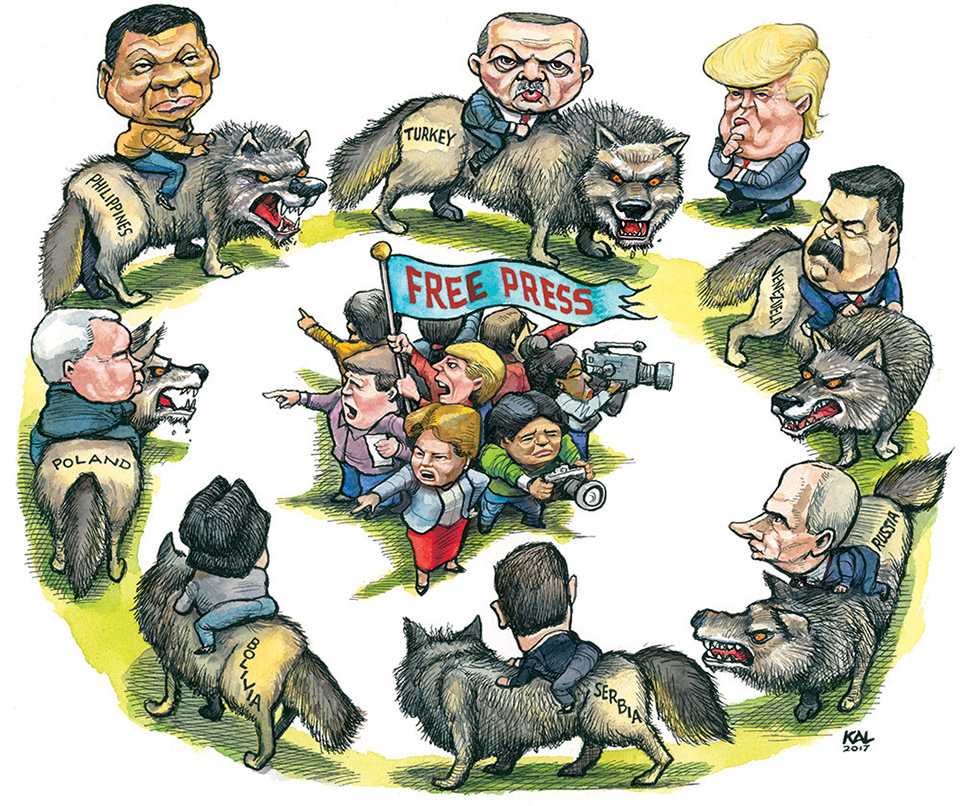 PHILIPPINES
TURKEY
VENEZUELA
FREE PRESS
POLAND
RUSSIA
BOLIVIA
SERBIA
KAL
2017